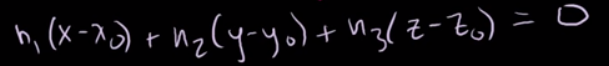 n₁(x-x₀) + n₂(y-y₀) + n₃(z-z₀) = 0